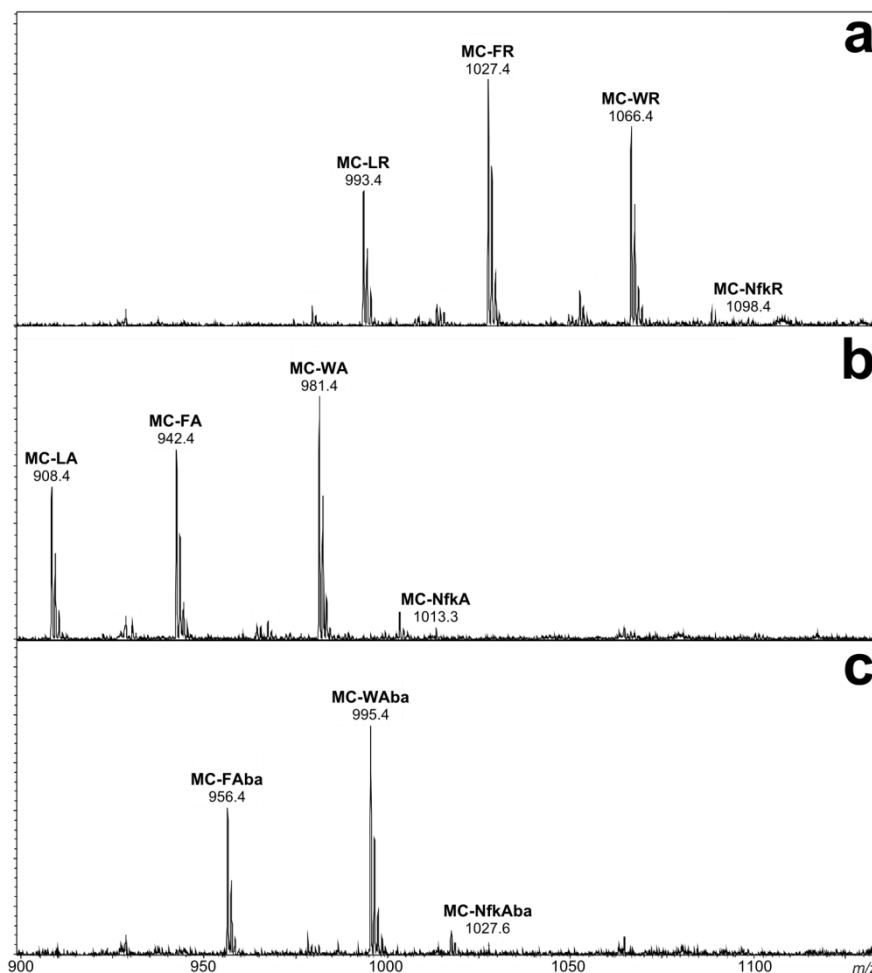 a
MC-FR
1027.4
MC-WR
1066.4
MC-LR
993.4
MC-NfkR
1098.4
b
MC-WA
981.4
MC-FA
942.4
MC-LA
908.4
MC-NfkA
1013.3
c
MC-WAba
995.4
MC-FAba
956.4
MC-NfkAba
1027.6
900 950 1000 1050 1100 m/z